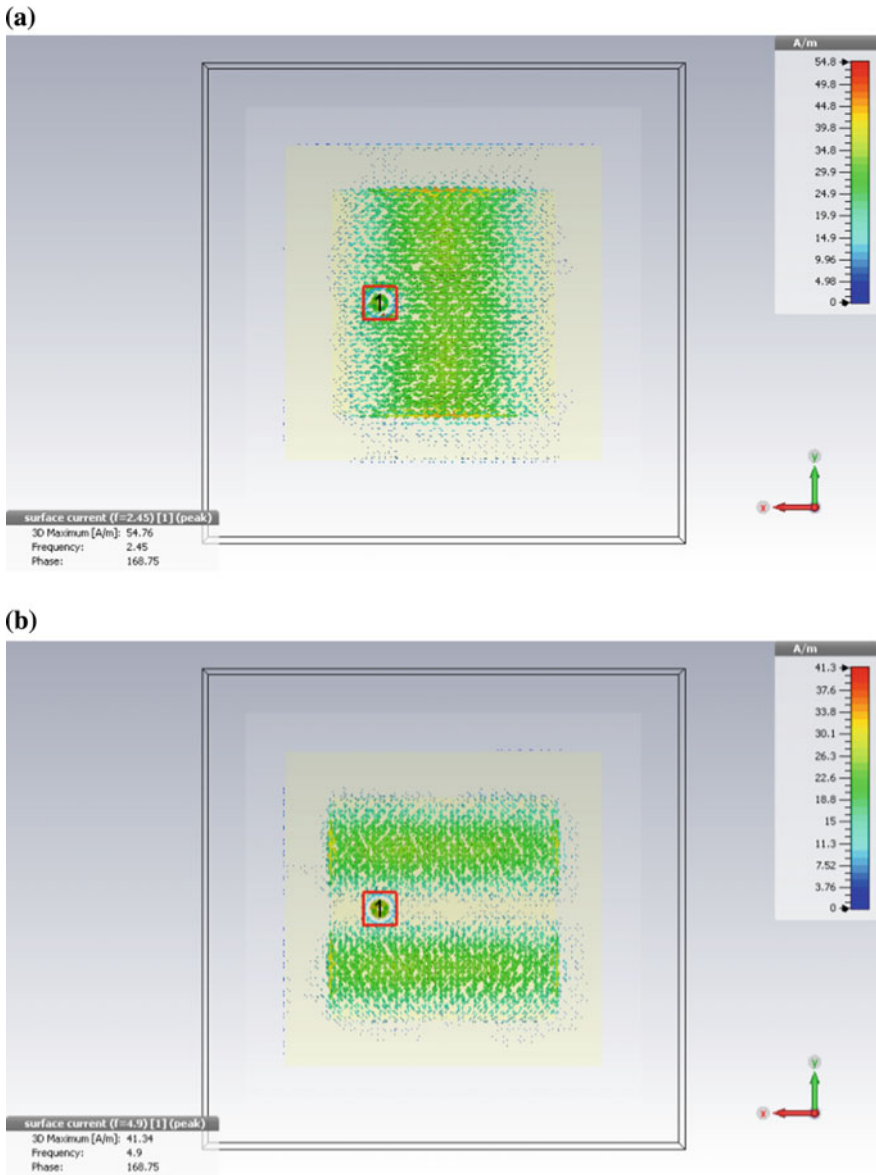 (a)
A/m
54.8
49.8
44.8
39.8
34.8
29.9
24.9
19.9
14.9
9.96
4.98
0
1
y
x
surface current (f=2.45) [1] (peak)
3D Maximum [A/m]: 54.76
Frequency: 2.45
Phase: 168.75
(b)
A/m
41.3
37.6
33.8
30.1
26.3
22.6
18.8
15
11.3
7.52
3.76
0
1
y
x
surface current (f=4.9) [1] (peak)
3D Maximum [A/m]: 41.34
Frequency: 4.9
Phase: 168.75